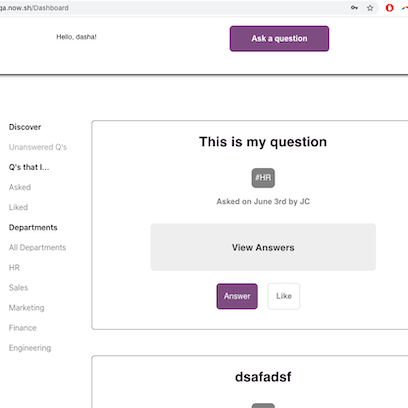 qa.now.sh/Dashboard
Hello, dasha!
Ask a question
Discover
Unanswered Q's
Q's that I...
Asked
Liked
Departments
All Departments
HR
Sales
Marketing
Finance
Engineering
This is my question
#HR
Asked on June 3rd by JC
View Answers
Answer
Like
dsafadsf